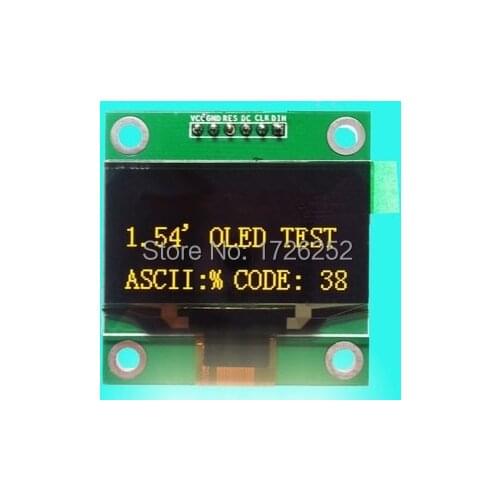 VCC GND RES DC CLK DIN
1.54' OLED TEST
Store No: 1726252
ASCII:% CODE: 38